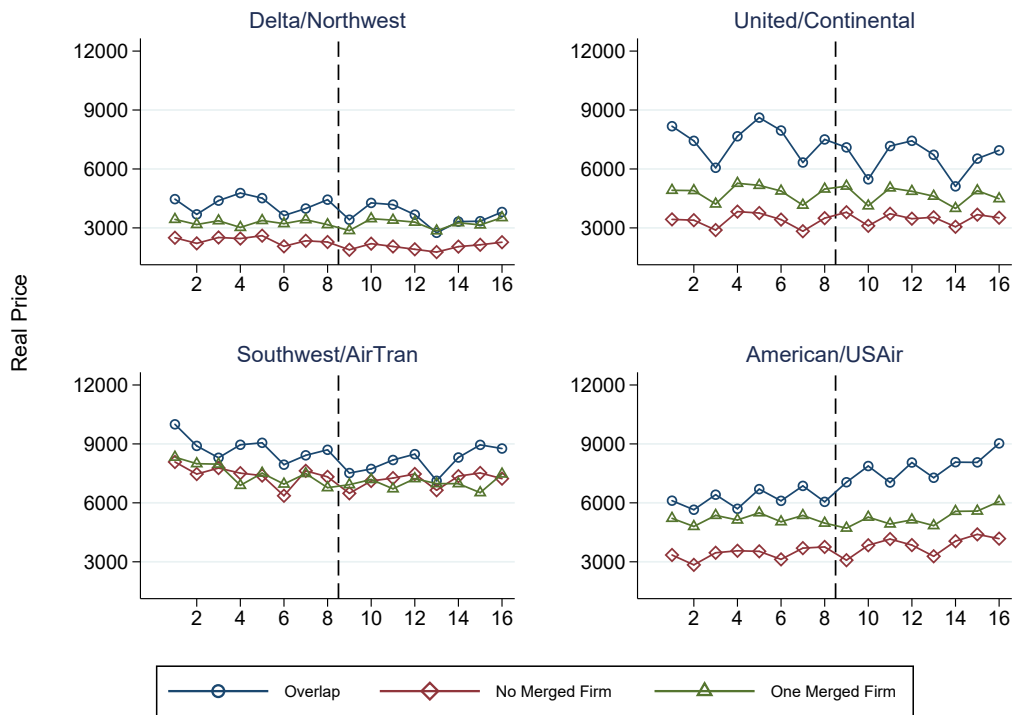 Delta/Northwest
United/Continental
12000
9000
6000
3000
2 4 6 8 10 12 14 16
12000
9000
6000
3000
2 4 6 8 10 12 14 16
Real Price
Southwest/AirTran
American/USAir
12000
9000
6000
3000
2 4 6 8 10 12 14 16
12000
9000
6000
3000
2 4 6 8 10 12 14 16
Overlap No Merged Firm One Merged Firm